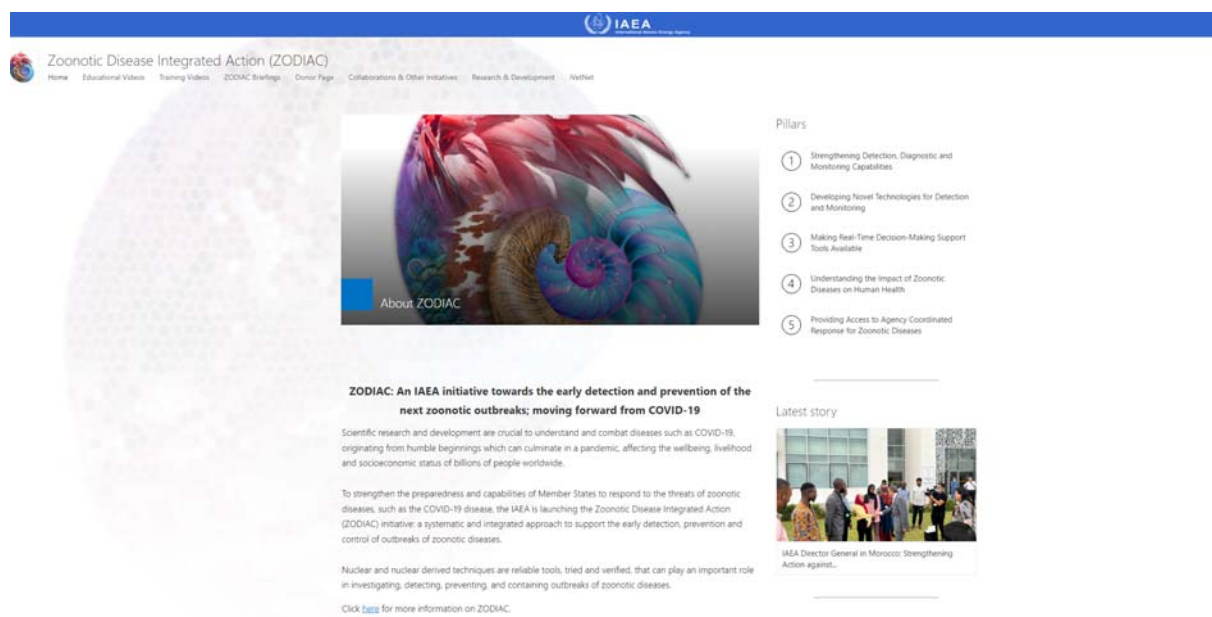 IAEA
International Atomic Energy Agency
Zoonotic Disease Integrated Action (ZODIAC)
Home Educational Videos Training Videos ZODIAC Briefings Donor Page Collaborations & Other Initiatives Research & Development iVetNet
About ZODIAC
Pillars
1 Strengthening Detection, Diagnostic and
Monitoring Capabilities
2 Developing Novel Technologies for Detection
and Monitoring
3 Making Real-Time Decision-Making Support
Tools Available
4 Understanding the Impact of Zoonotic
Diseases on Human Health
5 Providing Access to Agency Coordinated
Response for Zoonotic Diseases
ZODIAC: An IAEA initiative towards the early detection and prevention of the
next zoonotic outbreaks; moving forward from COVID-19
Scientific research and development are crucial to understand and combat diseases such as COVID-19,
originating from humble beginnings which can culminate in a pandemic, affecting the wellbeing, livelihood
and socioeconomic status of billions of people worldwide.
To strengthen the preparedness and capabilities of Member States to respond to the threats of zoonotic
diseases, such as the COVID-19 disease, the IAEA is launching the Zoonotic Disease Integrated Action
(ZODIAC) initiative: a systematic and integrated approach to support the early detection, prevention and
control of outbreaks of zoonotic diseases.
Nuclear and nuclear derived techniques are reliable tools, tried and verified, that can play an important role
in investigating, detecting, preventing, and containing outbreaks of zoonotic diseases.
Click here for more information on ZODIAC.
Latest story
IAEA Director General in Morocco: Strengthening
Action against...